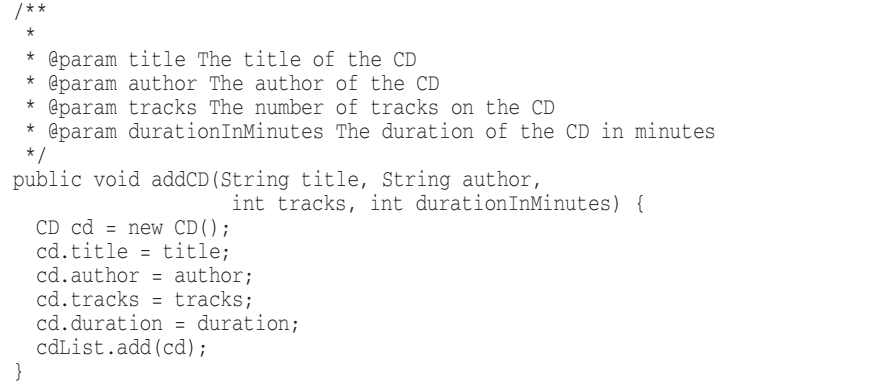 /**
 *
 * @param title The title of the CD
 * @param author The author of the CD
 * @param tracks The number of tracks on the CD
 * @param durationInMinutes The duration of the CD in minutes
 */
public void addCD(String title, String author,
                  int tracks, int durationInMinutes) {
  CD cd = new CD();
  cd.title = title;
  cd.author = author;
  cd.tracks = tracks;
  cd.duration = duration;
  cdList.add(cd);
}